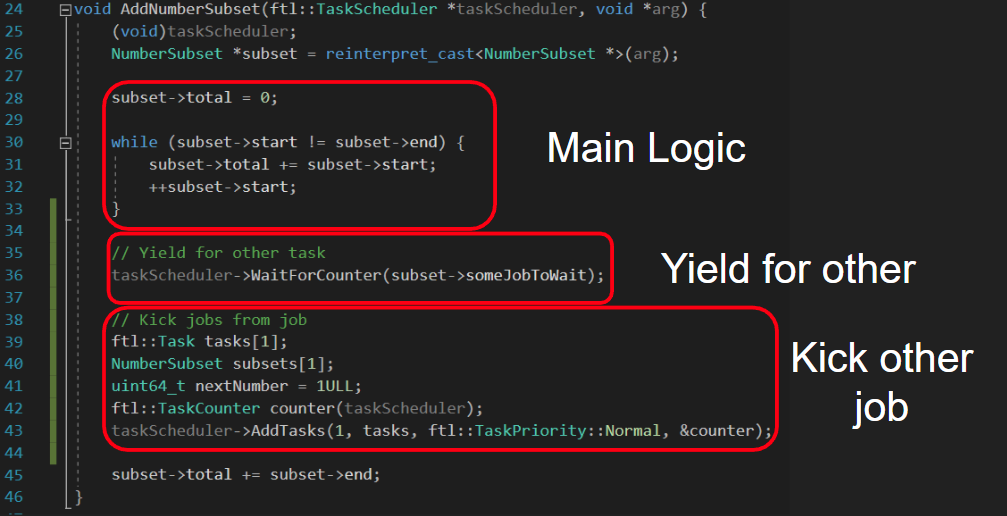 24 void AddNumberSubset(ftl::TaskScheduler *taskScheduler, void *arg) {
25 (void)taskScheduler;
26 NumberSubset *subset = reinterpret_cast<NumberSubset *>(arg);
27
28 subset->total = 0;
29
30 while (subset->start != subset->end) {
31 subset->total += subset->start;
32 ++subset->start;
33 }
34
35 // Yield for other task
36 taskScheduler->WaitForCounter(subset->someJobToWait);
37
38 // Kick jobs from job
39 ftl::Task tasks[1];
40 NumberSubset subsets[1];
41 uint64_t nextNumber = 1ULL;
42 ftl::TaskCounter counter(taskScheduler);
43 taskScheduler->AddTasks(1, tasks, ftl::TaskPriority::Normal, &counter);
44
45 subset->total += subset->end;
46 }
Main Logic
Yield for other
Kick other
job